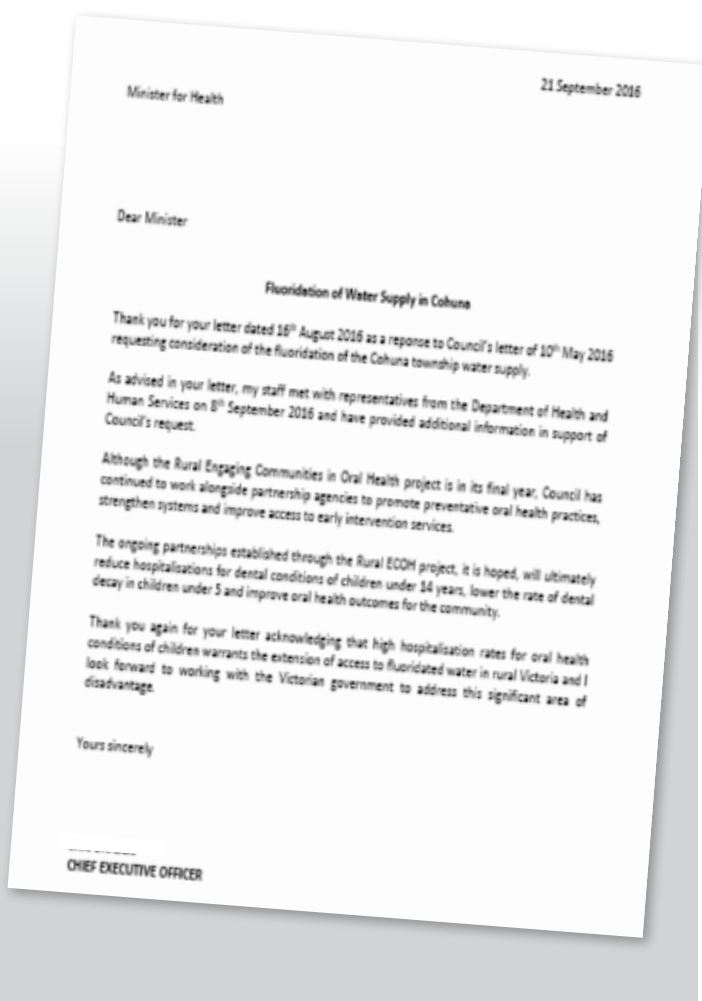 21 September 2016
Minister for Health
Dear Minister
Fluoridation of Water Supply in Cohuna
Thank you for your letter dated 16th August 2016 as a reponse to Council's letter of 10th May 2016
requesting consideration of the fluoridation of the Cohuna township water supply.
As advised in your letter, my staff met with representatives from the Department of Health and
Human Services on 8th September 2016 and have provided additional information in support of
Council's request.
Although the Rural Engaging Communities in Oral Health project is in its final year, Council has
continued to work alongside partnership agencies to promote preventative oral health practices,
strengthen systems and improve access to early intervention services.
The ongoing partnerships established through the Rural ECOH project, it is hoped, will ultimately
reduce hospitalisations for dental conditions of children under 14 years, lower the rate of dental
decay in children under 5 and improve oral health outcomes for the community.
Thank you again for your letter acknowledging that high hospitalisation rates for oral health
conditions of children warrants the extension of access to fluoridated water in rural Victoria and I
look forward to working with the Victorian government to address this significant area of
disadvantage.
Yours sincerely
CHIEF EXECUTIVE OFFICER